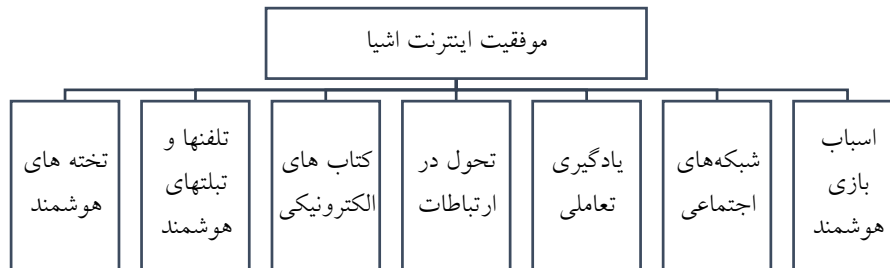 موفقیت اینترنت اشیا
اسباب
بازی
هوشمند
شبکه‌های
اجتماعی
یادگیری
تعاملی
تحول در
ارتباطات
کتاب های
الکترونیکی
تلفنها و
تبلتهای
هوشمند
تخته های
هوشمند